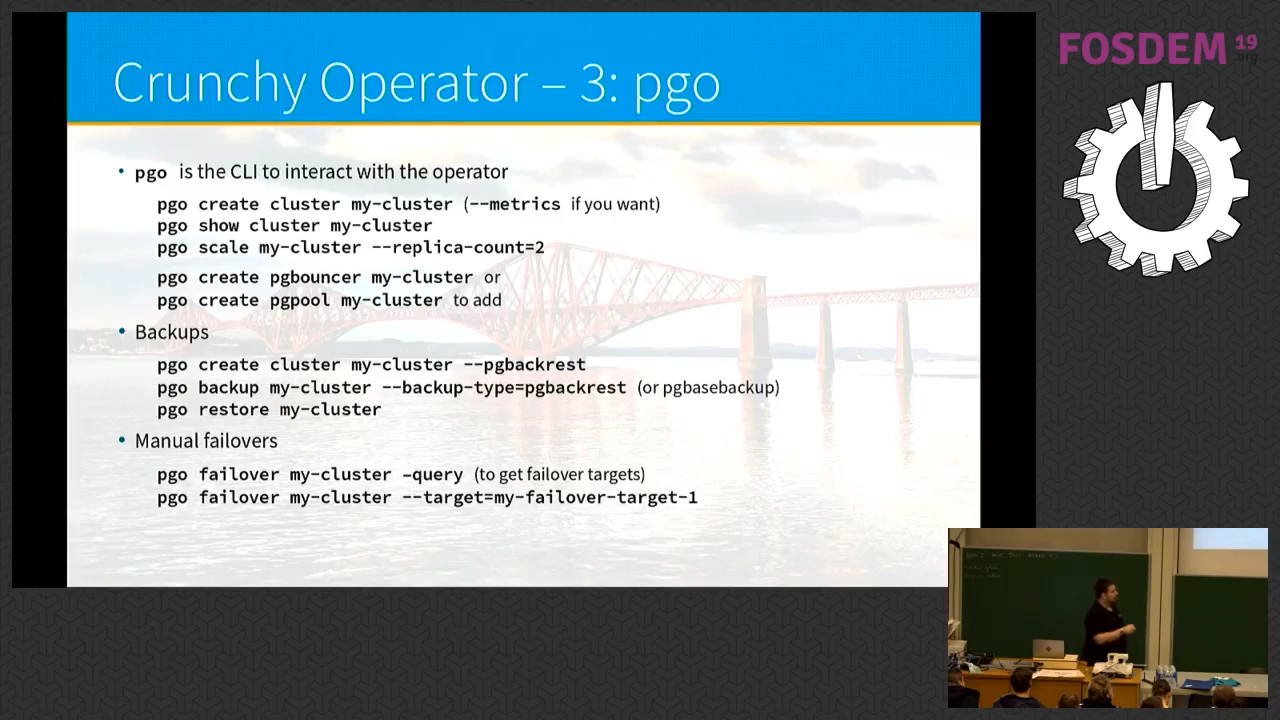 Crunchy Operator – 3: pgo
FOSDEM 19
.org
• pgo is the CLI to interact with the operator
pgo create cluster my-cluster (--metrics if you want)
pgo show cluster my-cluster
pgo scale my-cluster --replica-count=2
pgo create pgbouncer my-cluster or
pgo create pgpool my-cluster to add
• Backups
pgo create cluster my-cluster --pgbackrest
pgo backup my-cluster --backup-type=pgbackrest (or pgbasebackup)
pgo restore my-cluster
• Manual failovers
pgo failover my-cluster –query (to get failover targets)
pgo failover my-cluster --target=my-failover-target-1